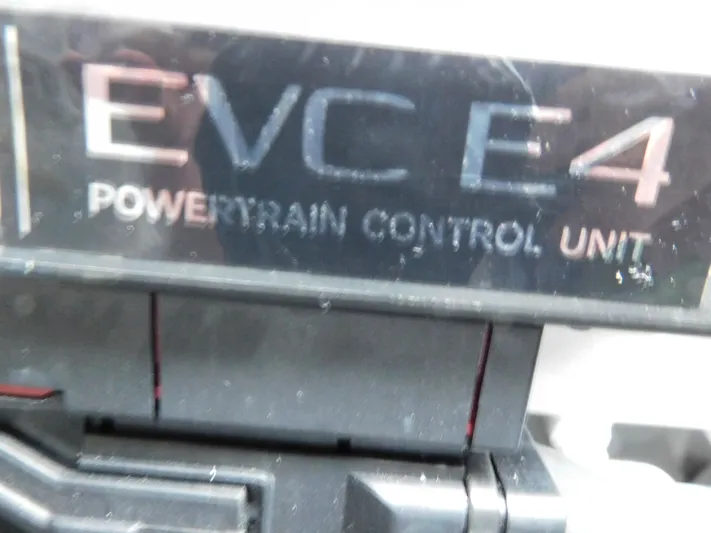 EVC E4
POWERTRAIN CONTROL UNIT